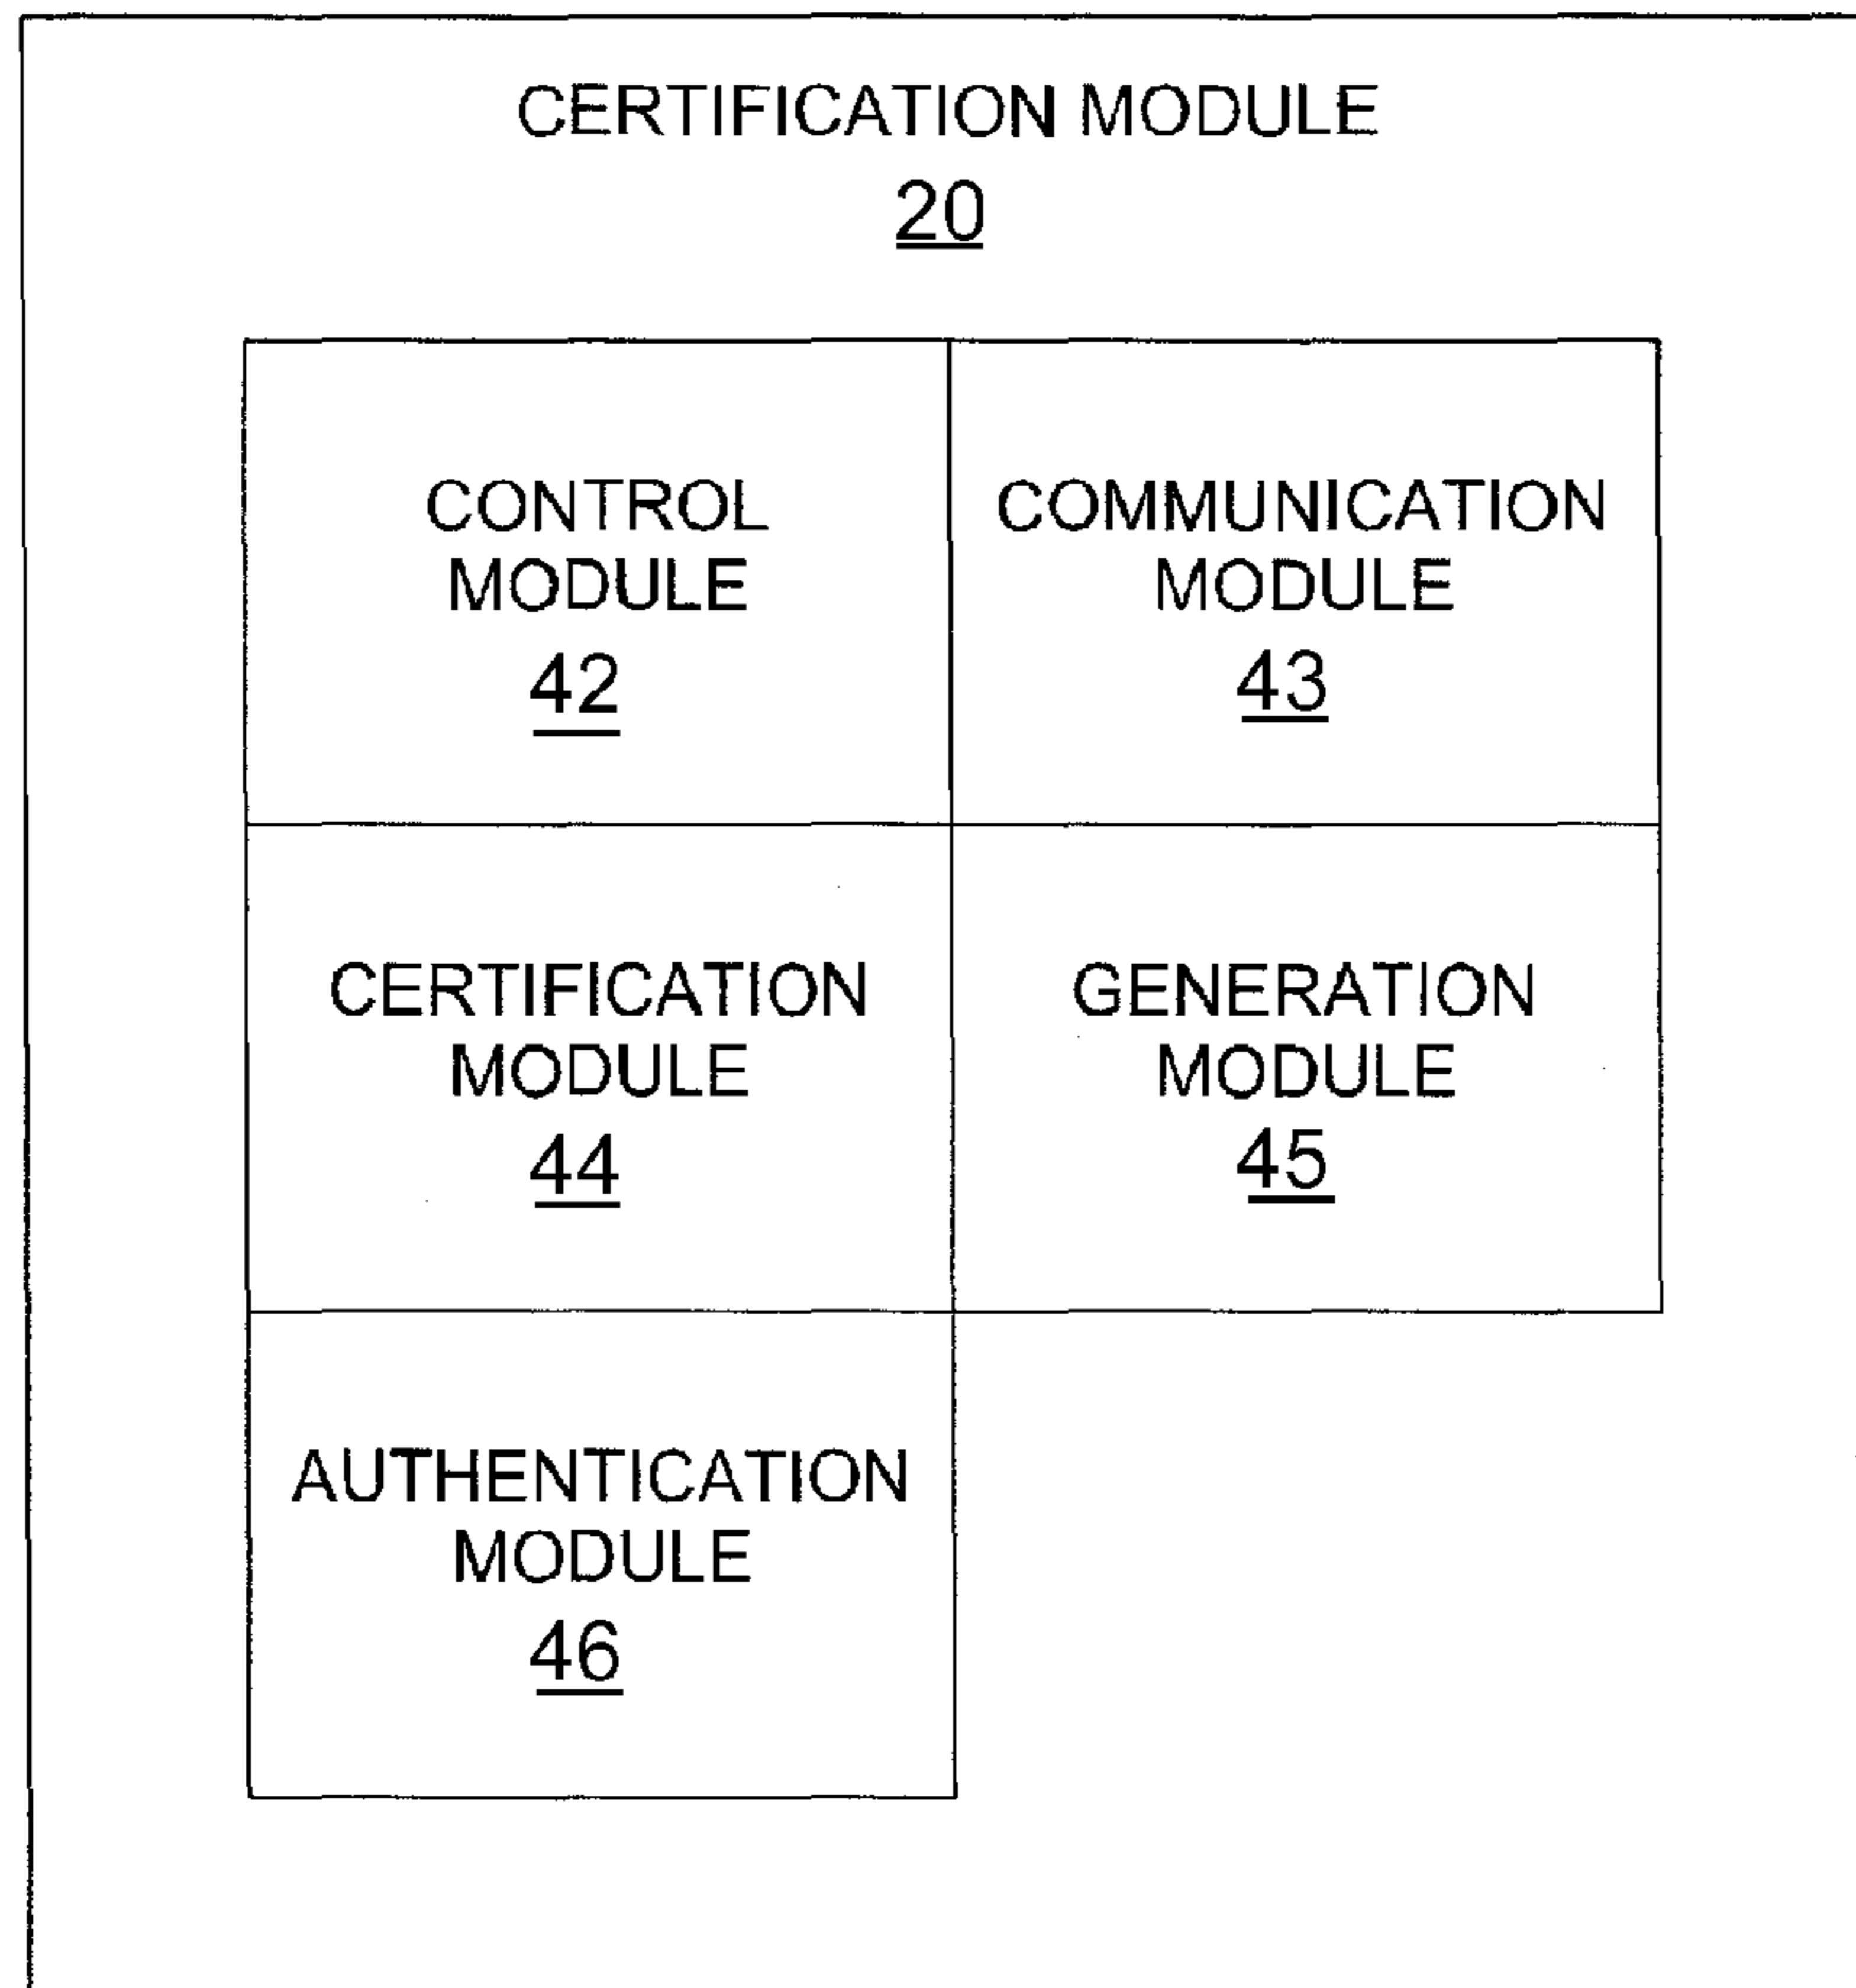 CERTIFICATION MODULE
20
CONTROL
MODULE
42
COMMUNICATION
MODULE
43
CERTIFICATION
MODULE
44
GENERATION
MODULE
45
AUTHENTICATION
MODULE
46